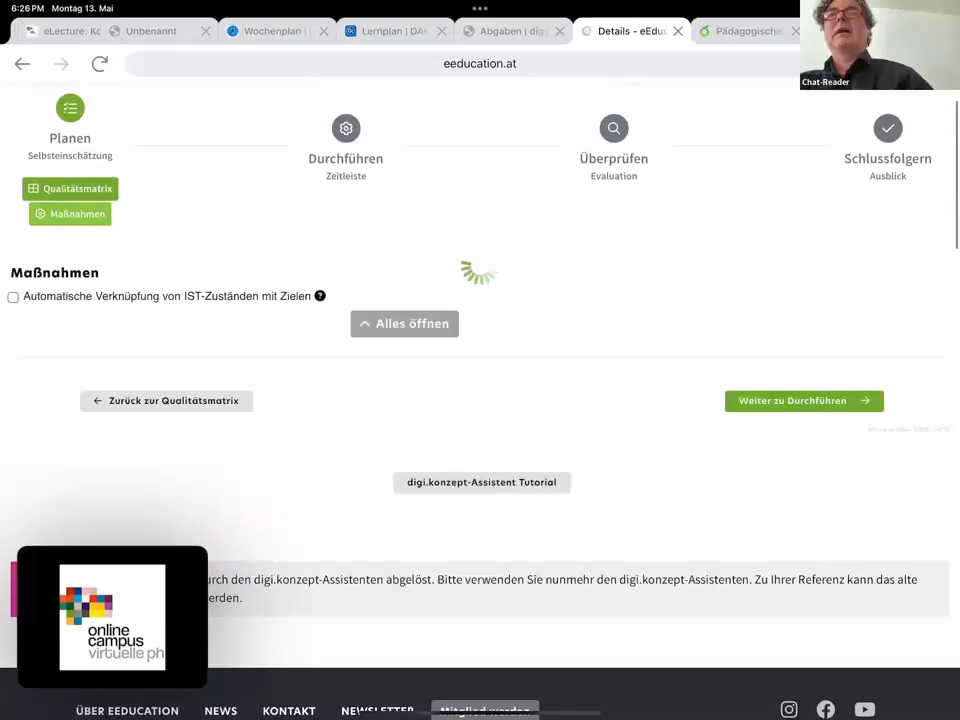 6:26 PM Montag 13. Mai
eLecture: Kc
Unbenannt
Wochenplan |
Lernplan | DA
Abgaben | dig
Details - eEduc
Pädagogische
eeducation.at
Chat-Reader
Planen
Selbsteinschätzung
Durchführen
Zeitleiste
Überprüfen
Evaluation
Schlussfolgern
Ausblick
Qualitätsmatrix
Maßnahmen
Maßnahmen
Automatische Verknüpfung von IST-Zuständen mit Zielen ?
Alles öffnen
Zurück zur Qualitätsmatrix
Weiter zu Durchführen
digi.konzept-Assistent Tutorial
urch den digi.konzept-Assistenten abgelöst. Bitte verwenden Sie nunmehr den digi.konzept-Assistenten. Zu Ihrer Referenz kann das alte
erden.
online
campus
virtuelle ph
ÜBER EEDUCATION
NEWS
KONTAKT
NEWSLETTER
Mitglied werden